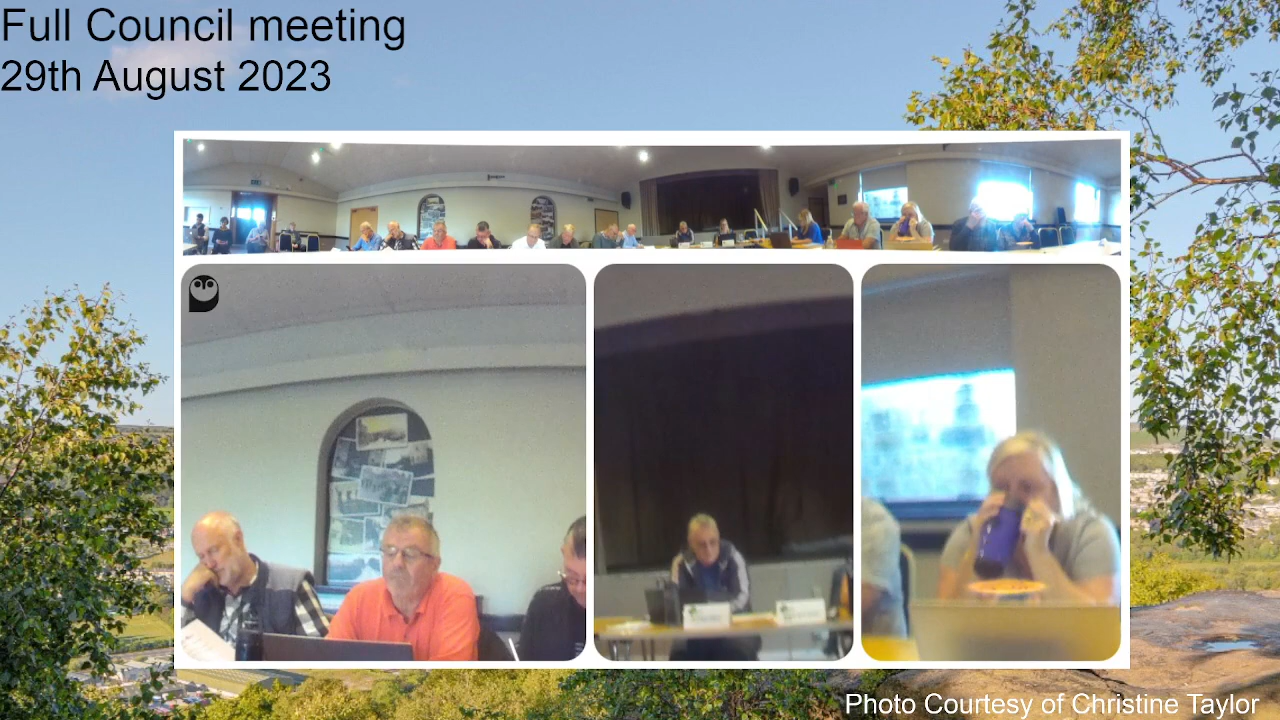 Full Council meeting
29th August 2023
Photo Courtesy of Christine Taylor